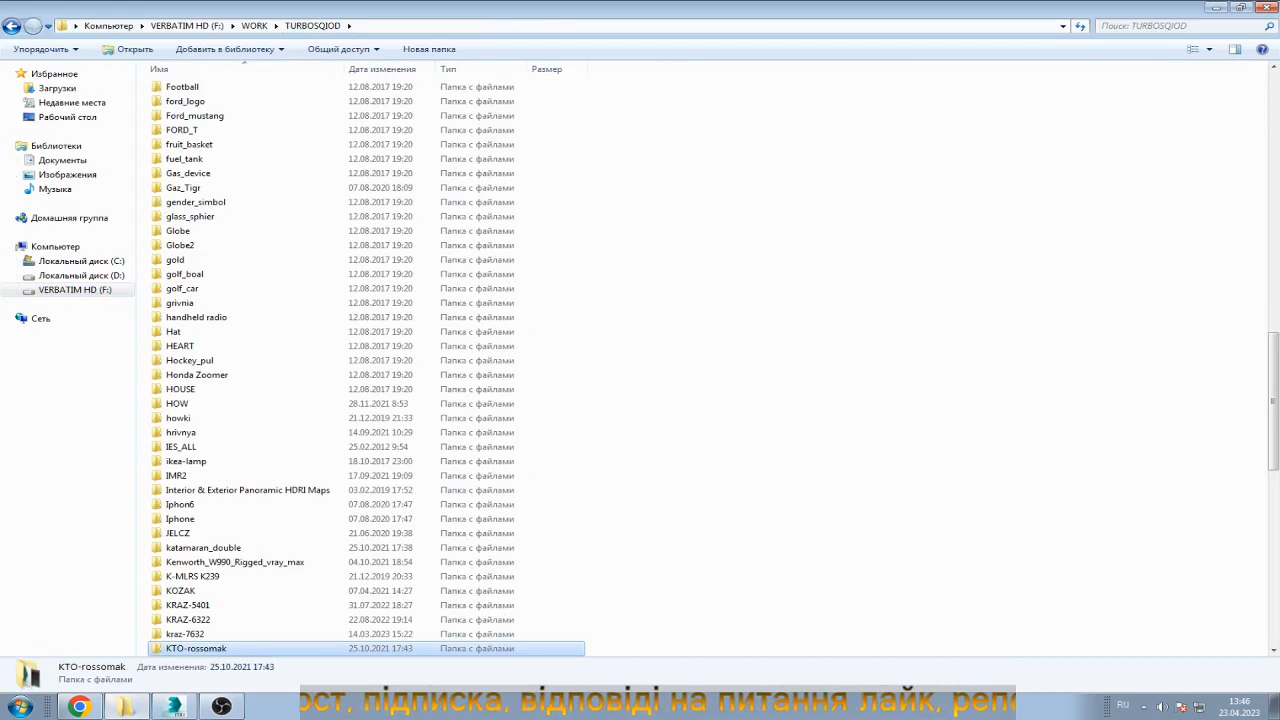 Компьютер ▸ VERBATIM HD (F:) ▸ WORK ▸ TURBOSQIOD ▸
Поиск: TURBOSQIOD
Упорядочить Открыть Добавить в библиотеку Общий доступ Новая папка
Имя Дата изменения Тип Размер
Избранное
Загрузки
Недавние места
Рабочий стол
Библиотеки
Документы
Изображения
Музыка
Домашняя группа
Компьютер
Локальный диск (C:)
Локальный диск (D:)
VERBATIM HD (F:)
Сеть
Football 12.08.2017 19:20 Папка с файлами
ford_logo 12.08.2017 19:20 Папка с файлами
Ford_mustang 12.08.2017 19:20 Папка с файлами
FORD_T 12.08.2017 19:20 Папка с файлами
fruit_basket 12.08.2017 19:20 Папка с файлами
fuel_tank 12.08.2017 19:20 Папка с файлами
Gas_device 12.08.2017 19:20 Папка с файлами
Gaz_Tigr 07.08.2020 18:09 Папка с файлами
gender_simbol 12.08.2017 19:20 Папка с файлами
glass_sphier 12.08.2017 19:20 Папка с файлами
Globe 12.08.2017 19:20 Папка с файлами
Globe2 12.08.2017 19:20 Папка с файлами
gold 12.08.2017 19:20 Папка с файлами
golf_boal 12.08.2017 19:20 Папка с файлами
golf_car 12.08.2017 19:20 Папка с файлами
grivnia 12.08.2017 19:20 Папка с файлами
handheld radio 12.08.2017 19:20 Папка с файлами
Hat 12.08.2017 19:20 Папка с файлами
HEART 12.08.2017 19:20 Папка с файлами
Hockey_pul 12.08.2017 19:20 Папка с файлами
Honda Zoomer 12.08.2017 19:20 Папка с файлами
HOUSE 12.08.2017 19:20 Папка с файлами
HOW 28.11.2021 8:53 Папка с файлами
howki 21.12.2019 21:33 Папка с файлами
hrivnya 14.09.2021 10:29 Папка с файлами
IES_ALL 25.02.2012 9:54 Папка с файлами
ikea-lamp 18.10.2017 23:00 Папка с файлами
IMR2 17.09.2021 19:09 Папка с файлами
Interior & Exterior Panoramic HDRI Maps 03.02.2019 17:52 Папка с файлами
Iphon6 07.08.2020 17:47 Папка с файлами
Iphone 07.08.2020 17:47 Папка с файлами
JELCZ 21.06.2020 19:38 Папка с файлами
katamaran_double 25.10.2021 17:38 Папка с файлами
Kenworth_W990_Rigged_vray_max 04.10.2021 18:54 Папка с файлами
K-MLRS K239 21.12.2019 20:33 Папка с файлами
KOZAK 07.04.2021 14:27 Папка с файлами
KRAZ-5401 31.07.2022 18:27 Папка с файлами
KRAZ-6322 22.08.2022 19:14 Папка с файлами
kraz-7632 14.03.2023 15:22 Папка с файлами
KTO-rossomak 25.10.2021 17:43 Папка с файлами
KTO-rossomak Дата изменения: 25.10.2021 17:43
Папка с файлами
ост, підписка, відповіді на питання лайк, репо
RU
13:46
23.04.2023